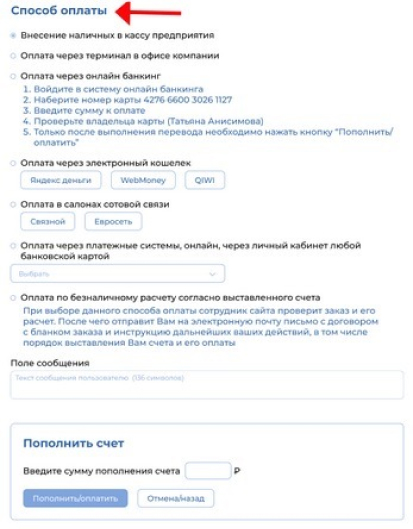 Способ оплаты
Внесение наличных в кассу предприятия
Оплата через терминал в офисе компании
Оплата через онлайн банкинг
1. Войдите в систему онлайн банкинга
2. Наберите номер карты 4276 6600 3026 1127
3. Введите сумму к оплате
4. Проверьте владельца карты (Татьяна Анисимова)
5. Только после выполнения перевода необходимо нажать кнопку "Пополнить/
оплатить"
Оплата через электронный кошелек
Яндекс деньги WebMoney QIWI
Оплата в салонах сотовой связи
Связной Евросеть
Оплата через платежные системы, онлайн, через личный кабинет любой
банковской картой
Выбрать
Оплата по безналичному расчету согласно выставленного счета
При выборе данного способа оплаты сотрудник сайта проверит заказ и его
расчет. После чего отправит Вам на электронную почту письмо с договором
с бланком заказа и инструкцию дальнейших ваших действий, в том числе
порядок выставления Вам счета и его оплаты
Поле сообщения
Текст сообщения пользователю (136 символов)
Пополнить счет
Введите сумму пополнения счета ₽
Пополнить/оплатить Отмена/назад